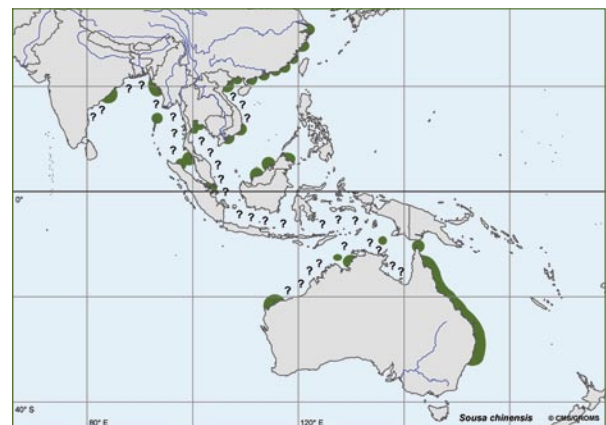 ? ? ? ? ? ? ? ? ? ? ? ? ? ? ? ? ?
0°
? ? ? ? ? ? ? ? ? ? ? ? ? ? ? ?
40° S
80° E
120° E
Sousa chinensis © CMS/GROMS